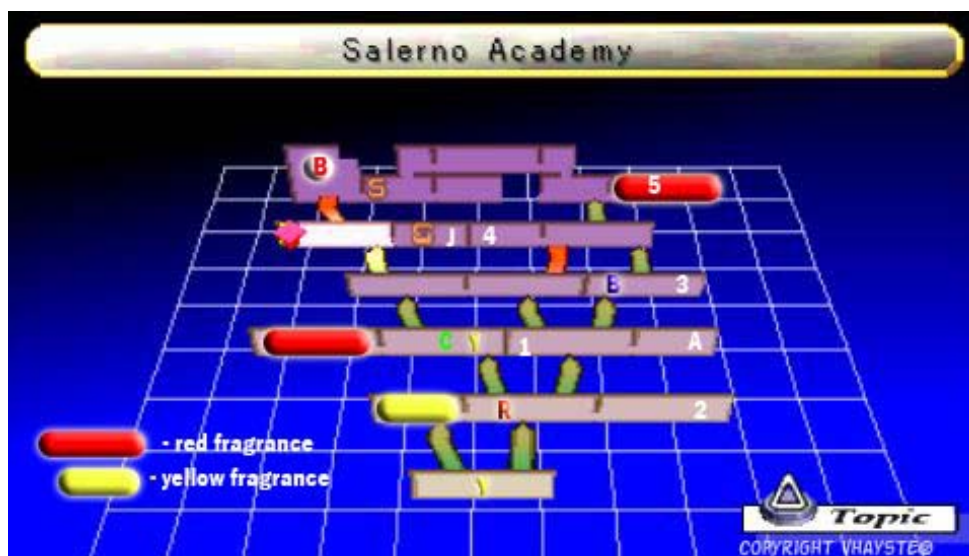 Salerno Academy
B
S 5
G J 4
B 3
C Y 1 A
R 2
- red fragrance
- yellow fragrance
Y
Topic
COPYRIGHT VHAYSTE©